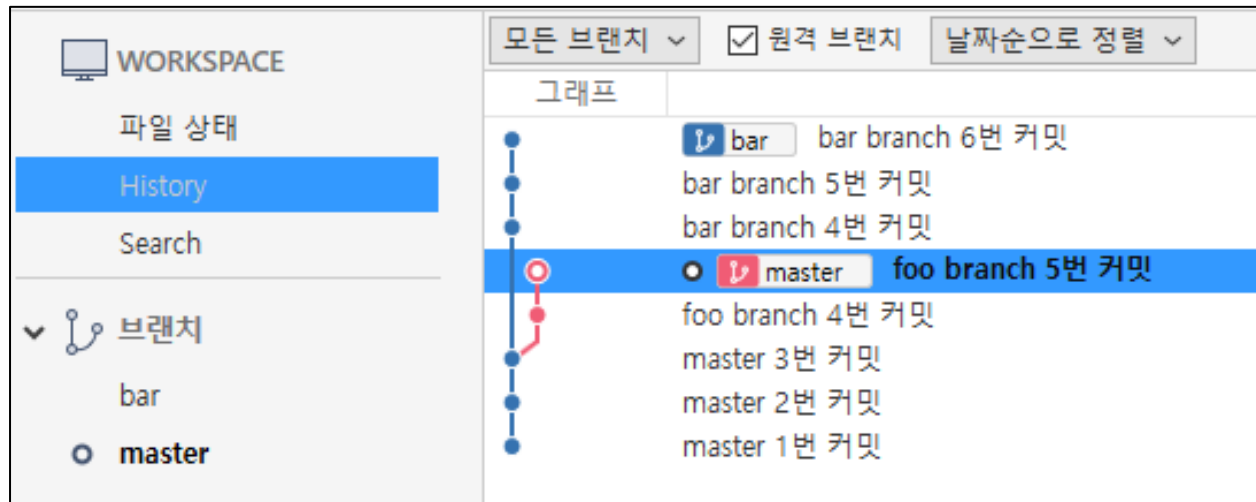 WORKSPACE
파일 상태
History
Search
브랜치
bar
master
모든 브랜치 원격 브랜치 날짜순으로 정렬
그래프
bar bar branch 6번 커밋
bar branch 5번 커밋
bar branch 4번 커밋
master foo branch 5번 커밋
foo branch 4번 커밋
master 3번 커밋
master 2번 커밋
master 1번 커밋